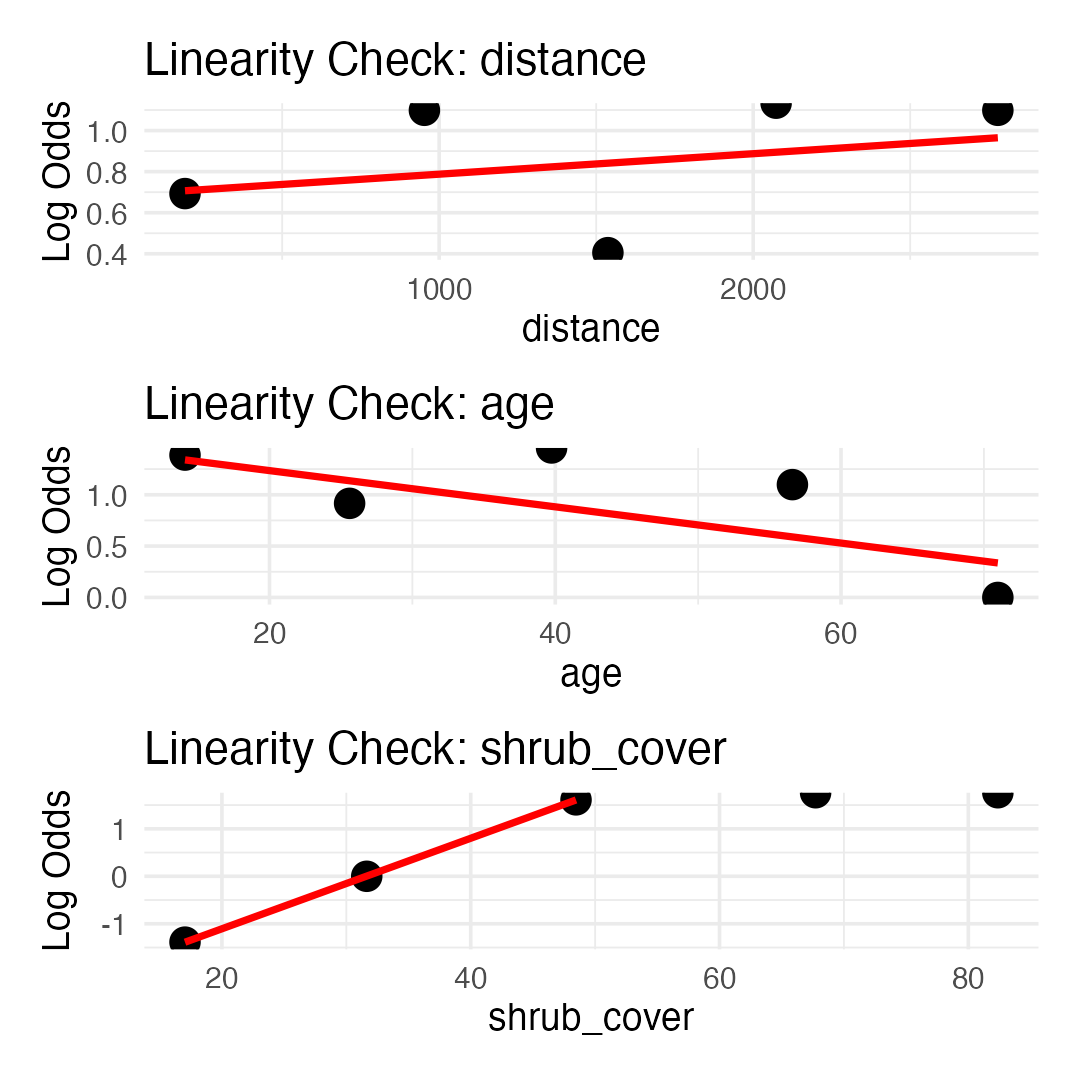 Linearity Check: distance
Log Odds
1.0
0.8
0.6
0.4
1000 2000
distance
Linearity Check: age
Log Odds
1.0
0.5
0.0
20 40 60
age
Linearity Check: shrub_cover
Log Odds
1
0
-1
20 40 60 80
shrub_cover